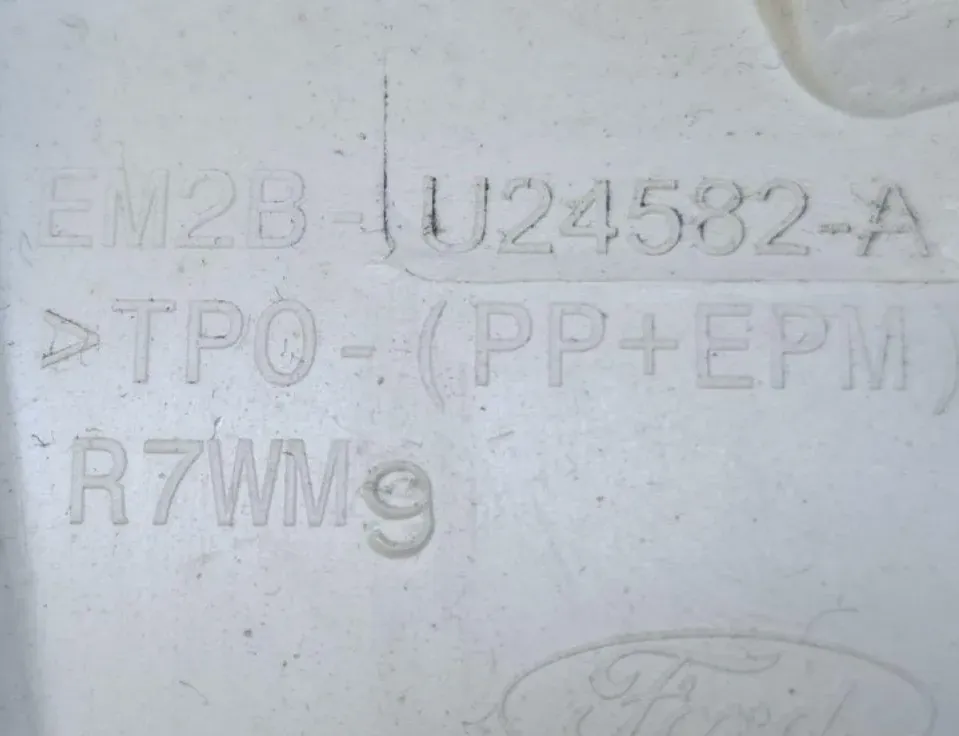 EM2B-U24582-A
>TPO-(PP+EPM)
R7WM9
Ford